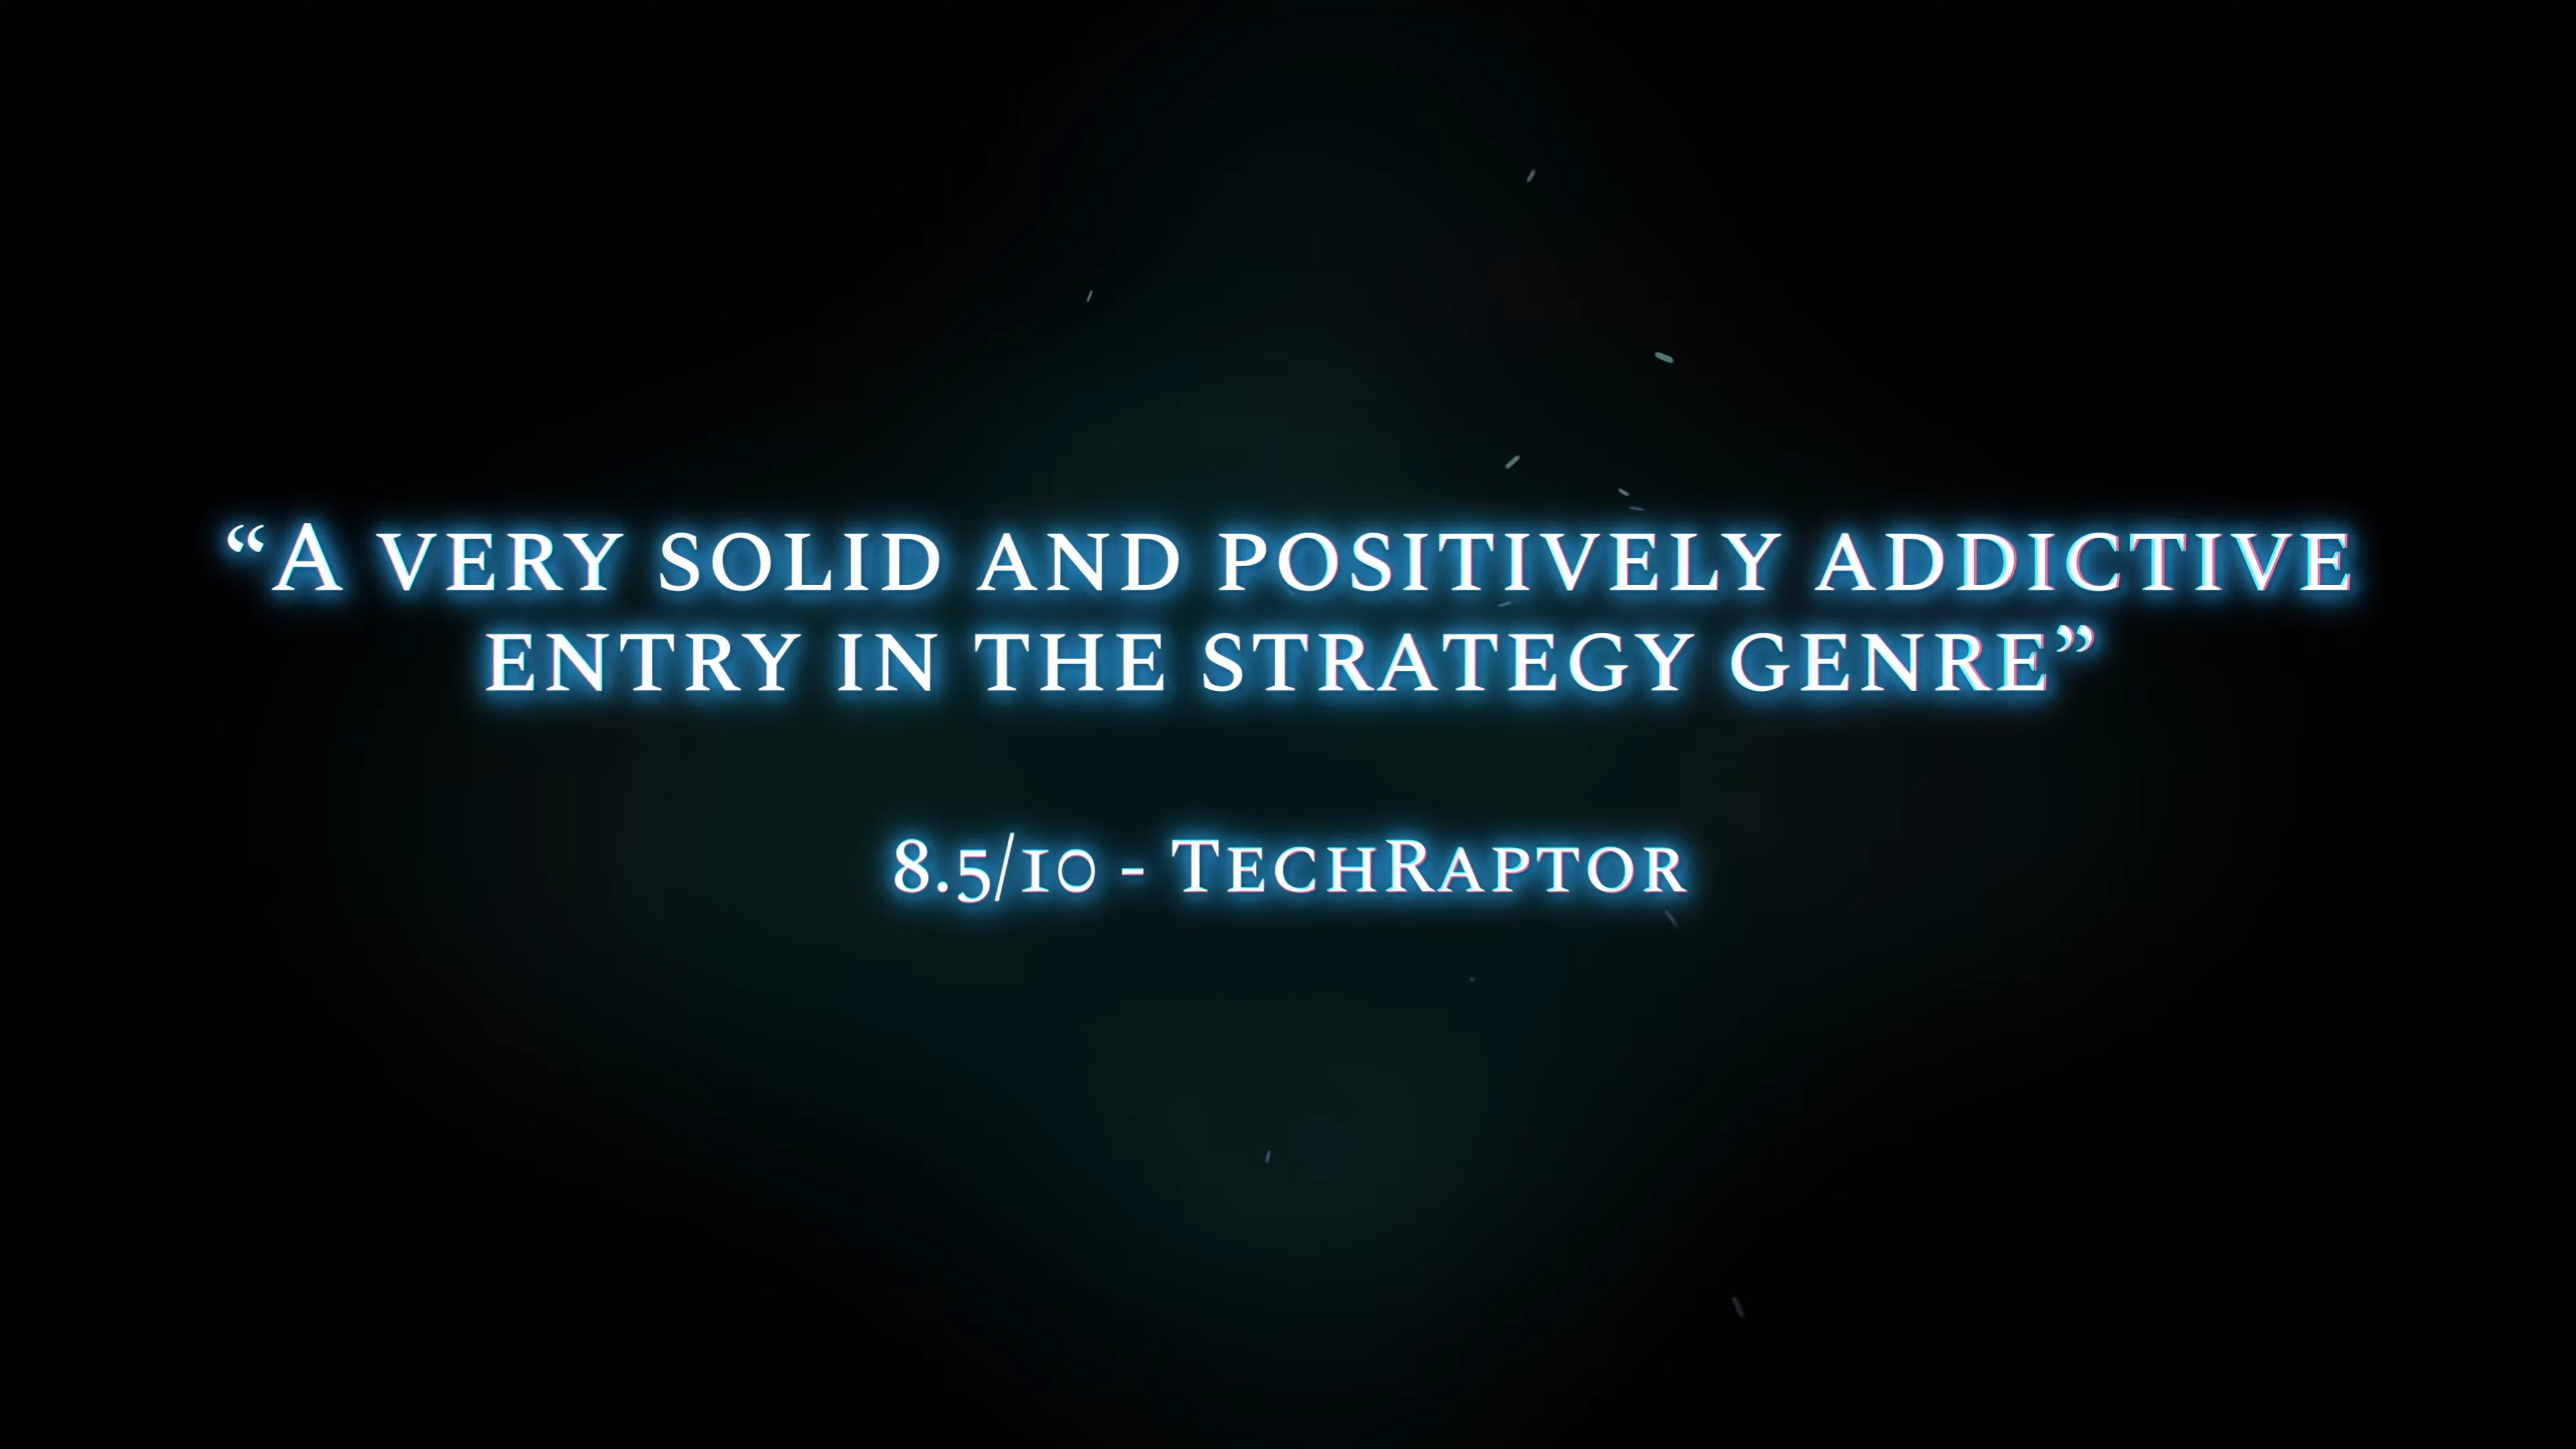 “A very solid and positively addictive
entry in the strategy genre”
8.5/10 - TechRaptor